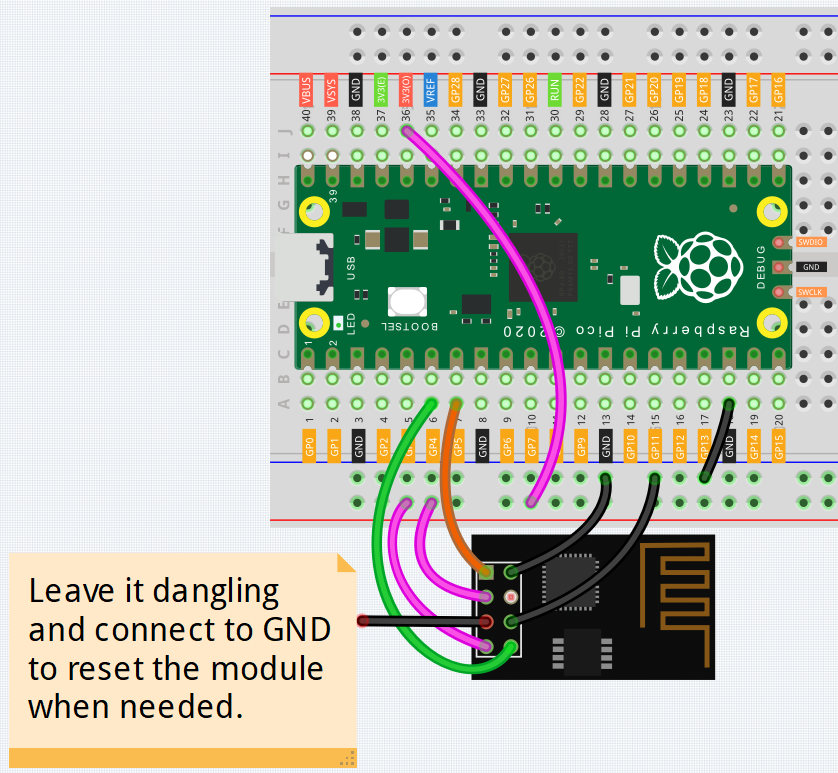 VBUS VSYS GND 3V3(E) 3V3(O) VREF GP28 GND GP27 GP26 RUN GP22 GND GP21 GP20 GP19 GP18 GND GP17 GP16
40 39 38 37 36 35 34 33 32 31 30 29 28 27 26 25 24 23 22 21
J
I
H
G
F
39
SWDIO
GND
SWCLK
DEBUG
USB
LED
BOOTSEL
Raspberry Pi Pico ©2020
1 2
E
D
C
B
A
1 2 3 4 5 6 7 8 9 10 11 12 13 14 15 16 17 18 19 20
GP0 GP1 GND GP2 GP4 GP5 GND GP6 GP7 GP9 GND GP10 GP11 GP12 GP13 GND GP14 GP15
Leave it dangling
and connect to GND
to reset the module
when needed.